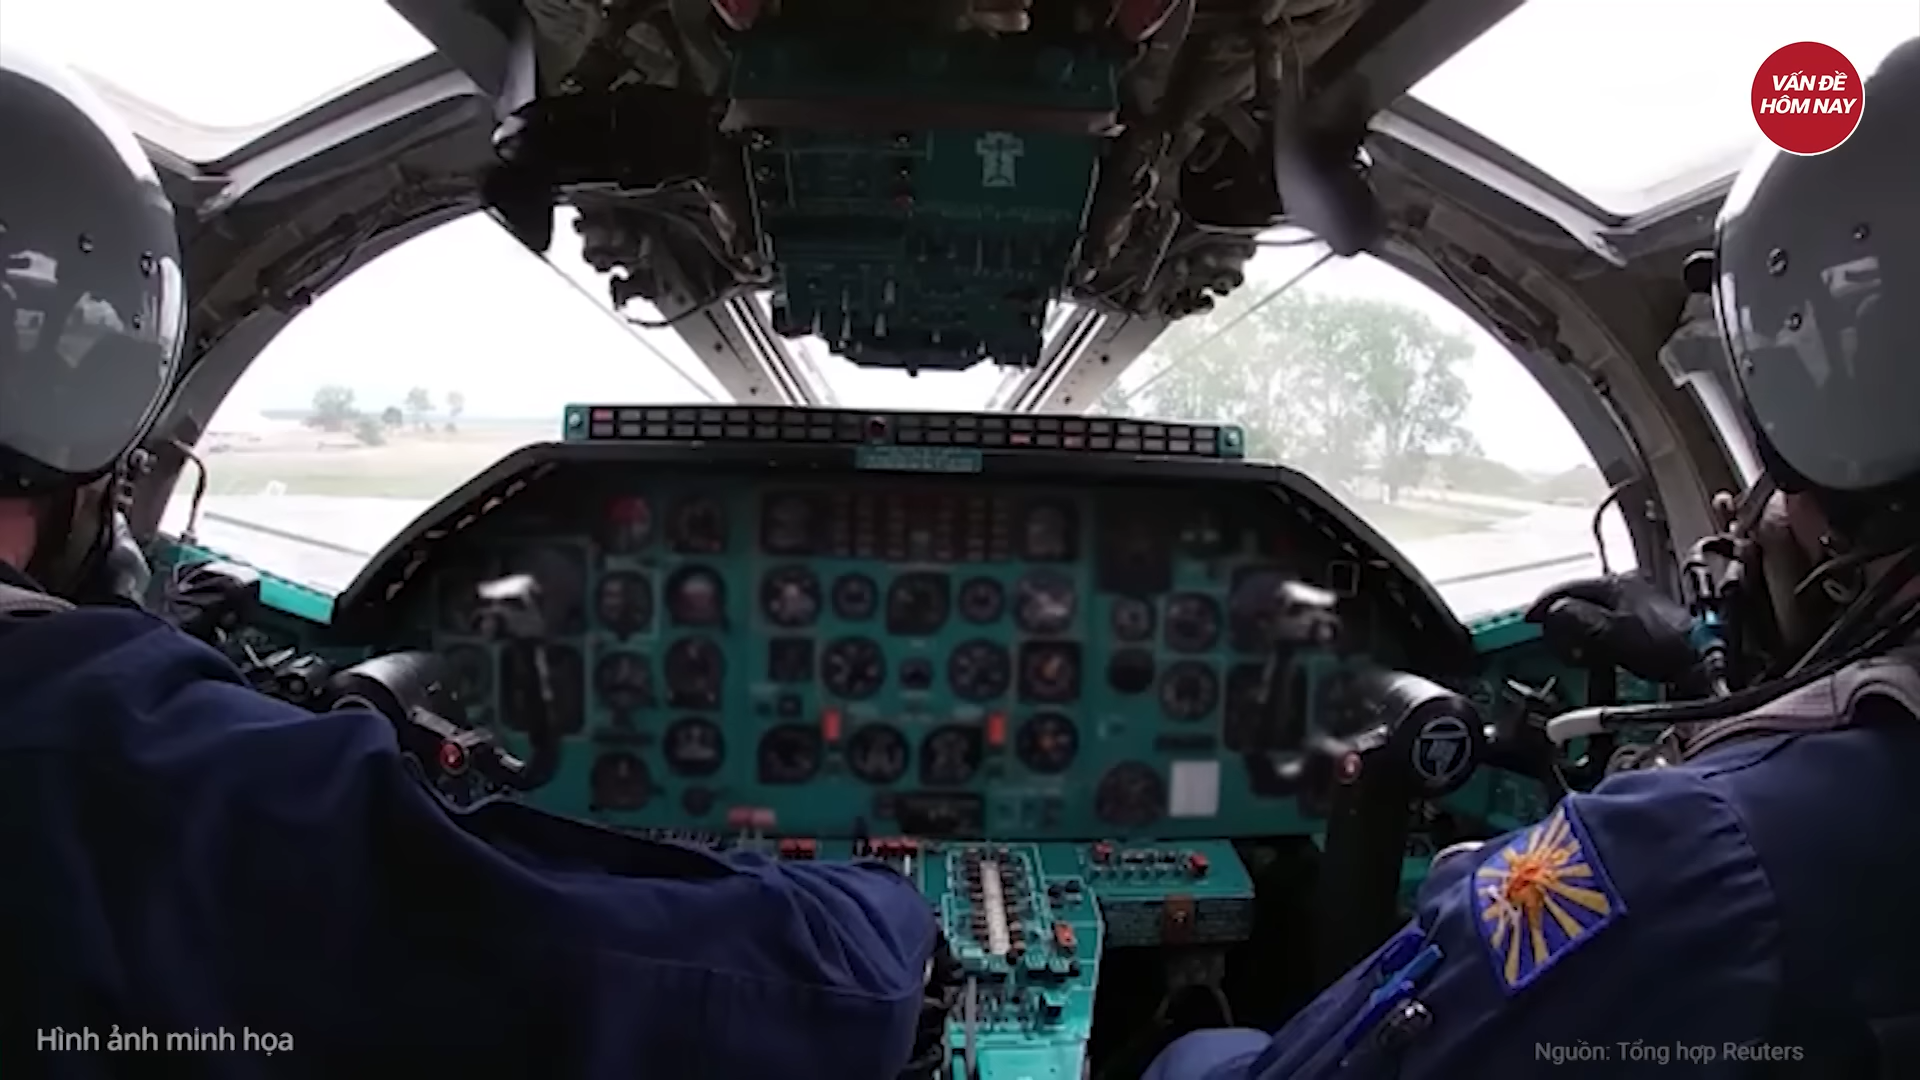 VẤN ĐỀ
HÔM NAY
Hình ảnh minh họa
Nguồn: Tổng hợp Reuters